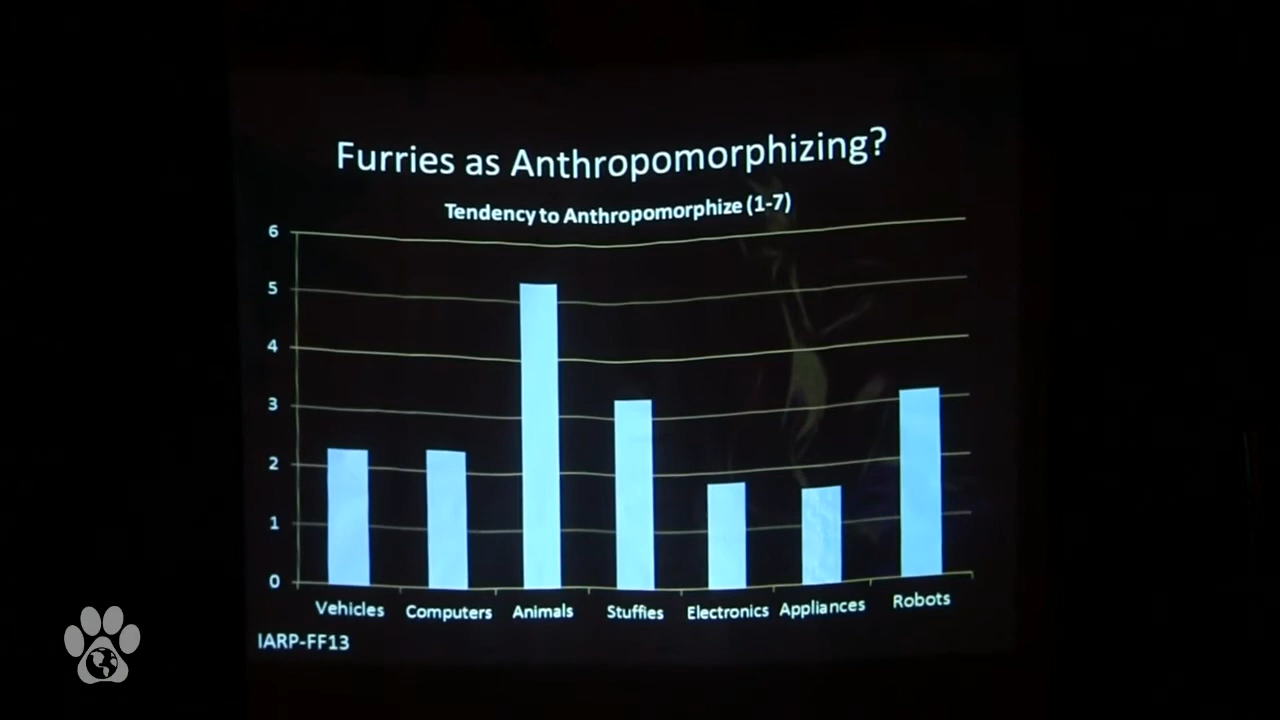 Furries as Anthropomorphizing?
Tendency to Anthropomorphize (1-7)
6
5
4
3
2
1
0
Vehicles Computers Animals Stuffies Electronics Appliances Robots
IARP-FF13